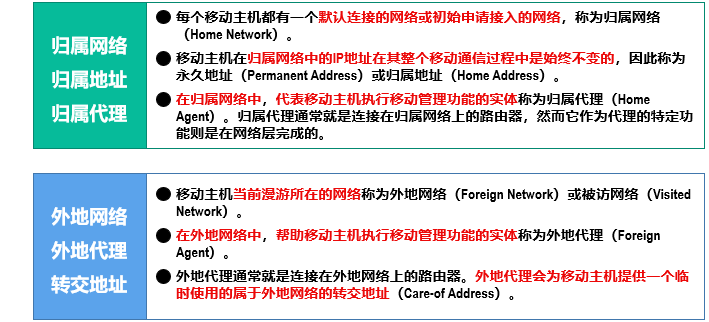 归属网络
归属地址
归属代理
● 每个移动主机都有一个默认连接的网络或初始申请接入的网络，称为归属网络
（Home Network）。
● 移动主机在归属网络中的IP地址在其整个移动通信过程中是始终不变的，因此称为
永久地址（Permanent Address）或归属地址（Home Address）。
● 在归属网络中，代表移动主机执行移动管理功能的实体称为归属代理（Home
Agent）。归属代理通常就是连接在归属网络上的路由器，然而它作为代理的特定功
能则是在网络层完成的。
外地网络
外地代理
转交地址
● 移动主机当前漫游所在的网络称为外地网络（Foreign Network）或被访网络（Visited
Network）。
● 在外地网络中，帮助移动主机执行移动管理功能的实体称为外地代理（Foreign
Agent）。
● 外地代理通常就是连接在外地网络上的路由器。外地代理会为移动主机提供一个临
时使用的属于外地网络的转交地址（Care-of Address）。